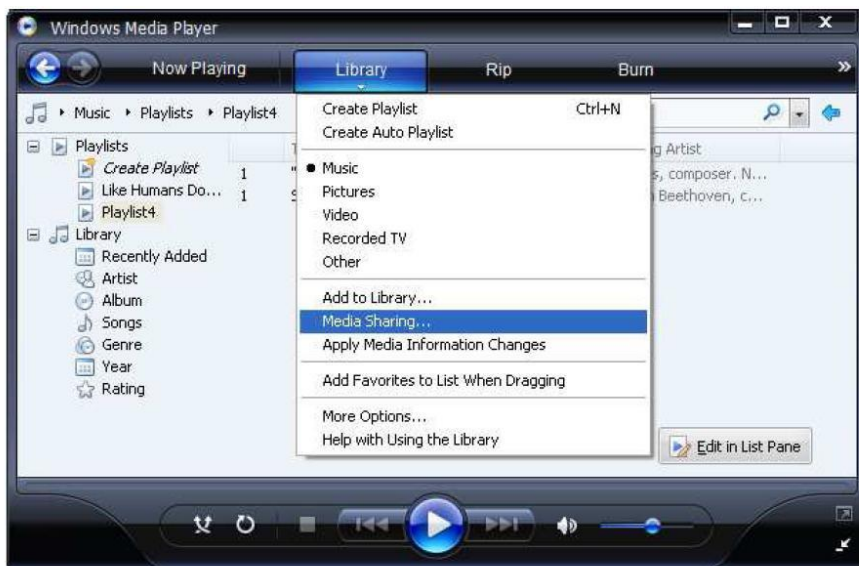 Windows Media Player
Now Playing Library Rip Burn »
Music ▸ Playlists ▸ Playlist4
Create Playlist Ctrl+N
Create Auto Playlist
Music
Pictures
Video
Recorded TV
Other
Add to Library...
Media Sharing...
Apply Media Information Changes
Add Favorites to List When Dragging
More Options...
Help with Using the Library
Playlists
Create Playlist 1
Like Humans Do... 1
Playlist4
Library
Recently Added
Artist
Album
Songs
Genre
Year
Rating
g Artist
s, composer. N...
Beethoven, c...
Edit in List Pane